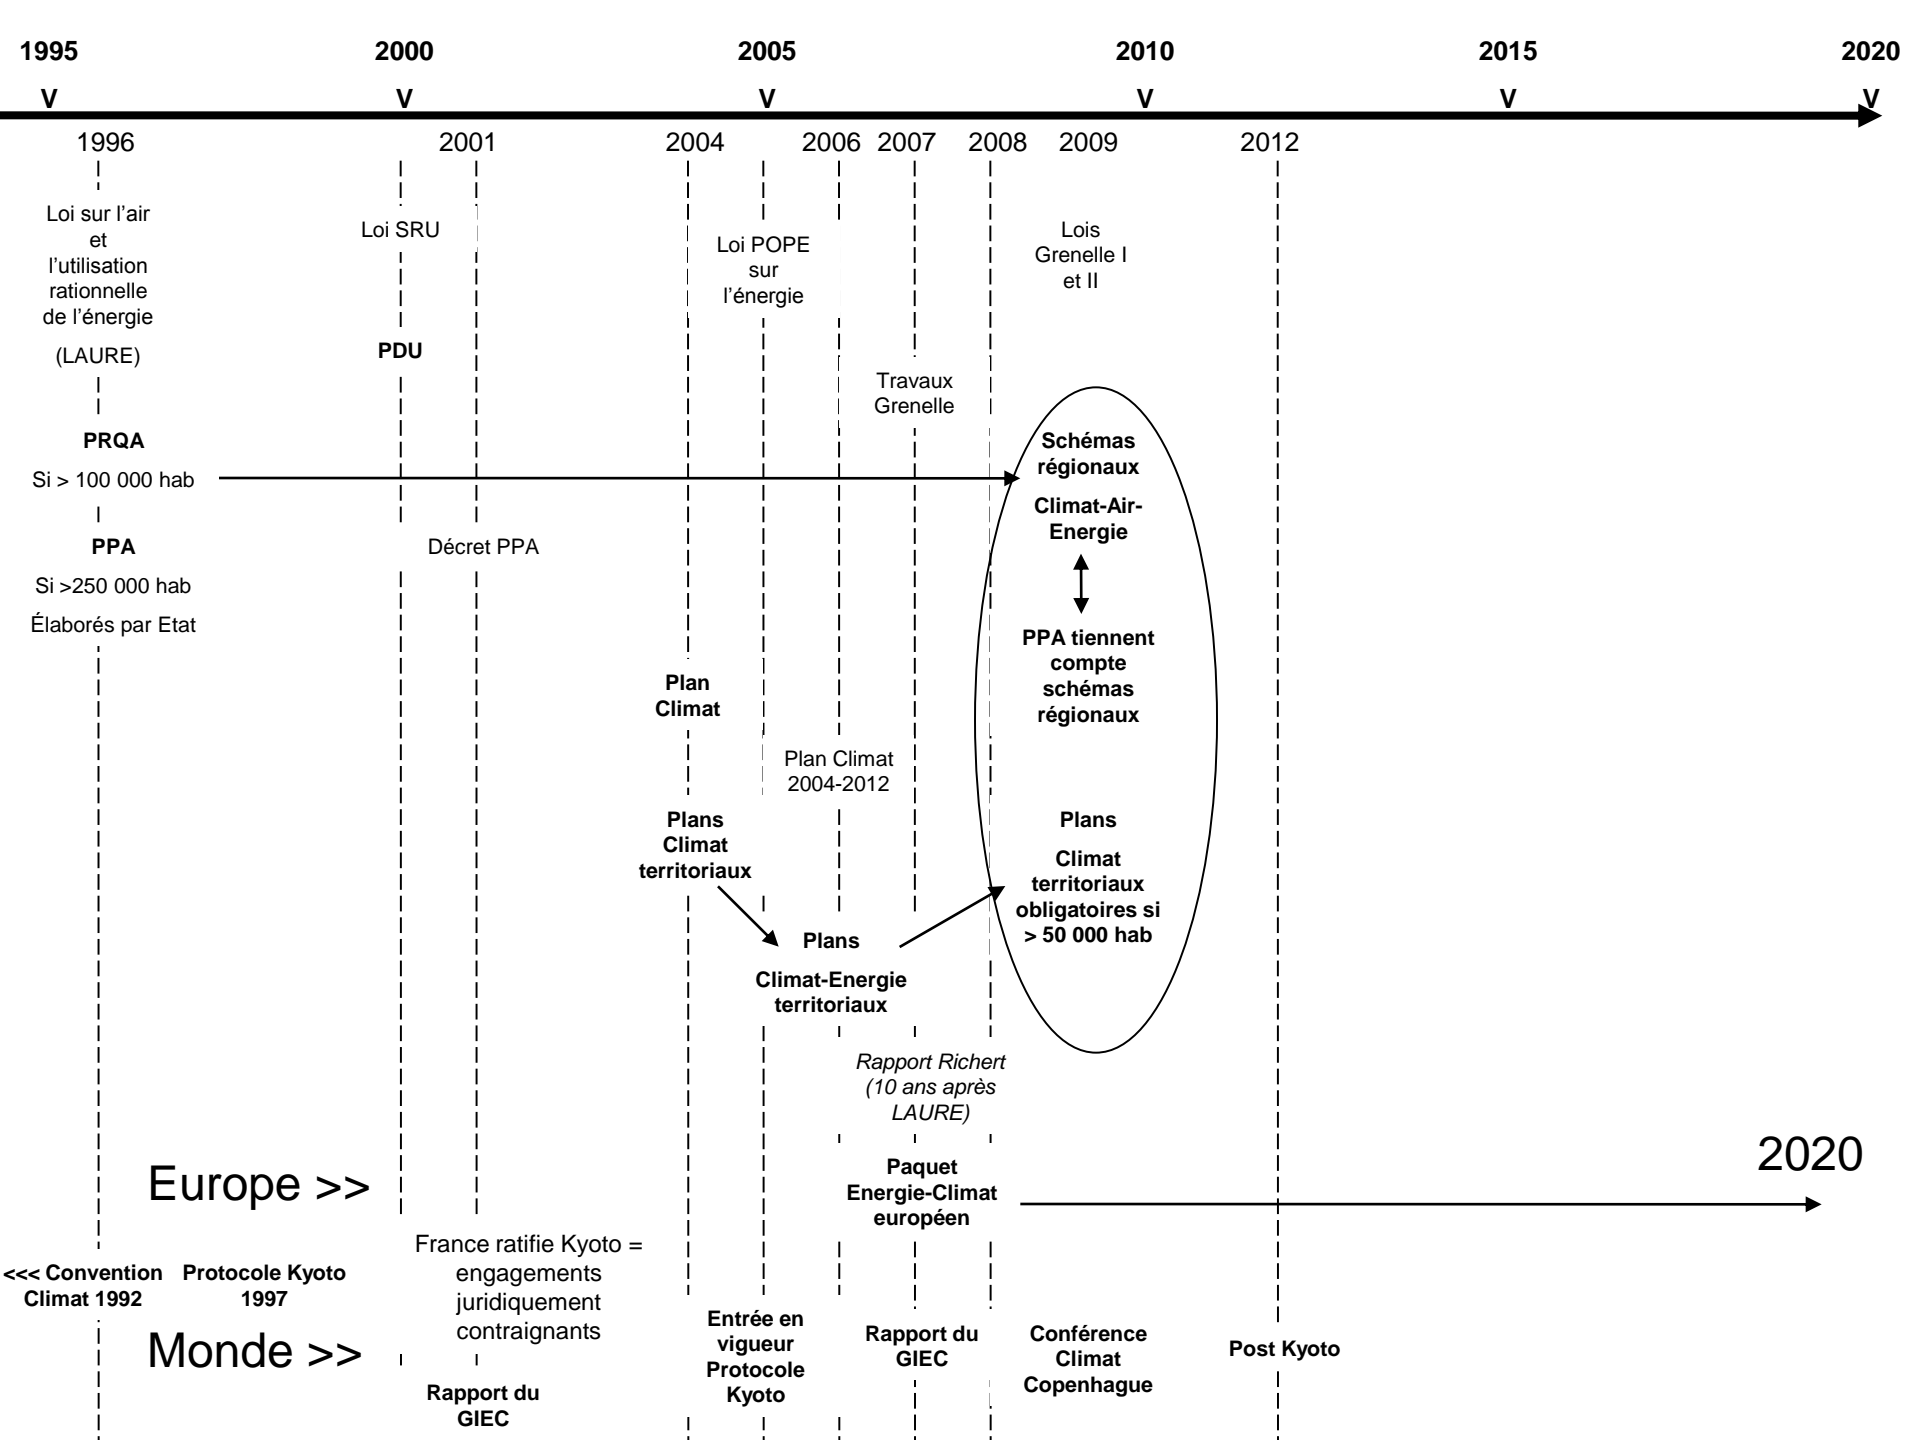 1995
2000
2005
2010
2015
2020
V
V
V
V
V
V
1996
2001
2004
2006
2007
2008
2009
2012
Loi sur l’air
et
l’utilisation
rationnelle
de l’énergie
(LAURE)
Loi SRU
Loi POPE
sur
l’énergie
Lois
Grenelle I
et II
PDU
Travaux
Grenelle
PRQA
Si > 100 000 hab
Schémas
régionaux
Climat-Air-
Energie
PPA
Si >250 000 hab
Élaborés par Etat
Décret PPA
PPA tiennent
compte
schémas
régionaux
Plan
Climat
Plan Climat
2004-2012
Plans
Climat
territoriaux
Plans
Climat
territoriaux
obligatoires si
> 50 000 hab
Plans
Climat-Energie
territoriaux
Rapport Richert
(10 ans après
LAURE)
Europe >>
Paquet
Energie-Climat
européen
2020
<<< Convention
Climat 1992
Protocole Kyoto
1997
France ratifie Kyoto =
engagements
juridiquement
contraignants
Monde >>
Rapport du
GIEC
Entrée en
vigueur
Protocole
Kyoto
Rapport du
GIEC
Conférence
Climat
Copenhague
Post Kyoto